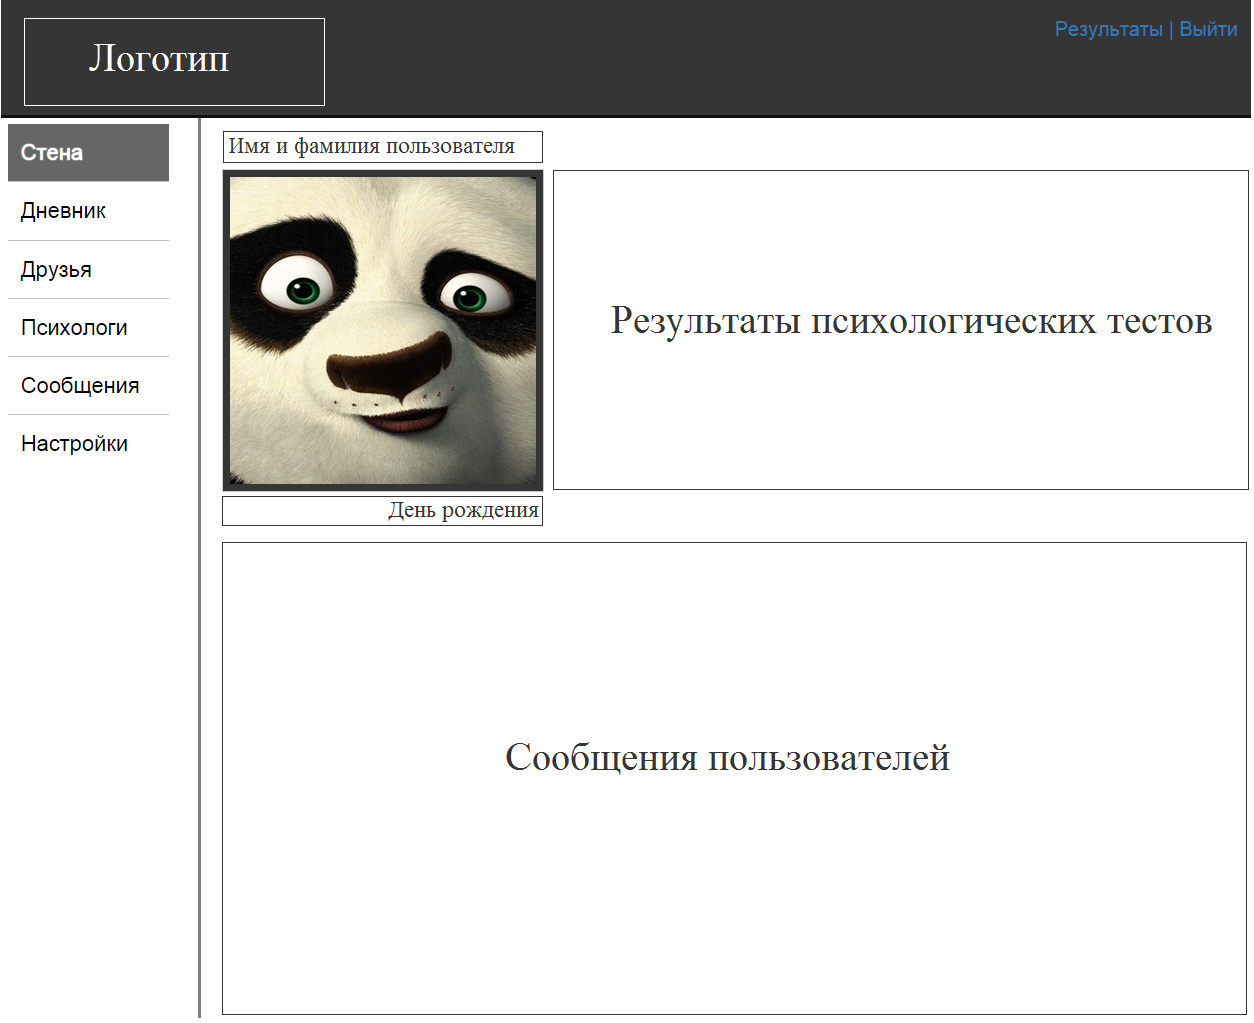 Логотип
Результаты | Выйти
Стена
Дневник
Друзья
Психологи
Сообщения
Настройки
Имя и фамилия пользователя
Результаты психологических тестов
День рождения
Сообщения пользователей